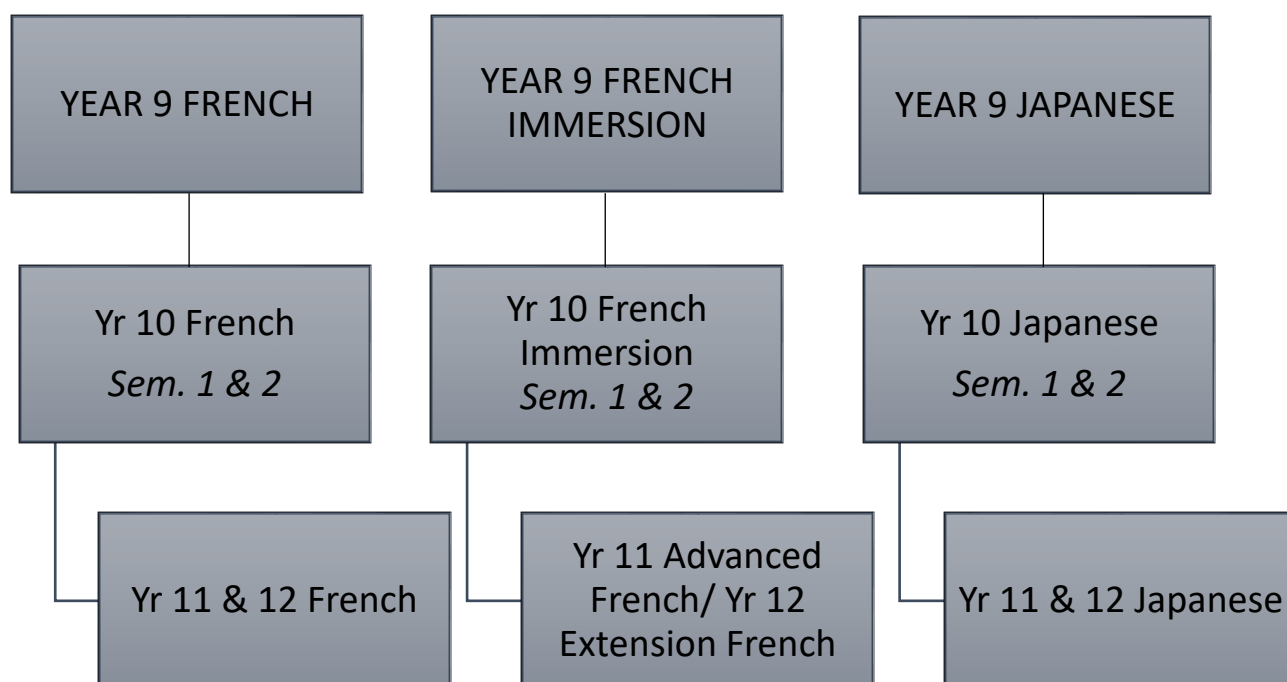 YEAR 9 FRENCH
YEAR 9 FRENCH
IMMERSION
YEAR 9 JAPANESE
Yr 10 French
Sem. 1 & 2
Yr 10 French
Immersion
Sem. 1 & 2
Yr 10 Japanese
Sem. 1 & 2
Yr 11 & 12 French
Yr 11 Advanced
French/ Yr 12
Extension French
Yr 11 & 12 Japanese